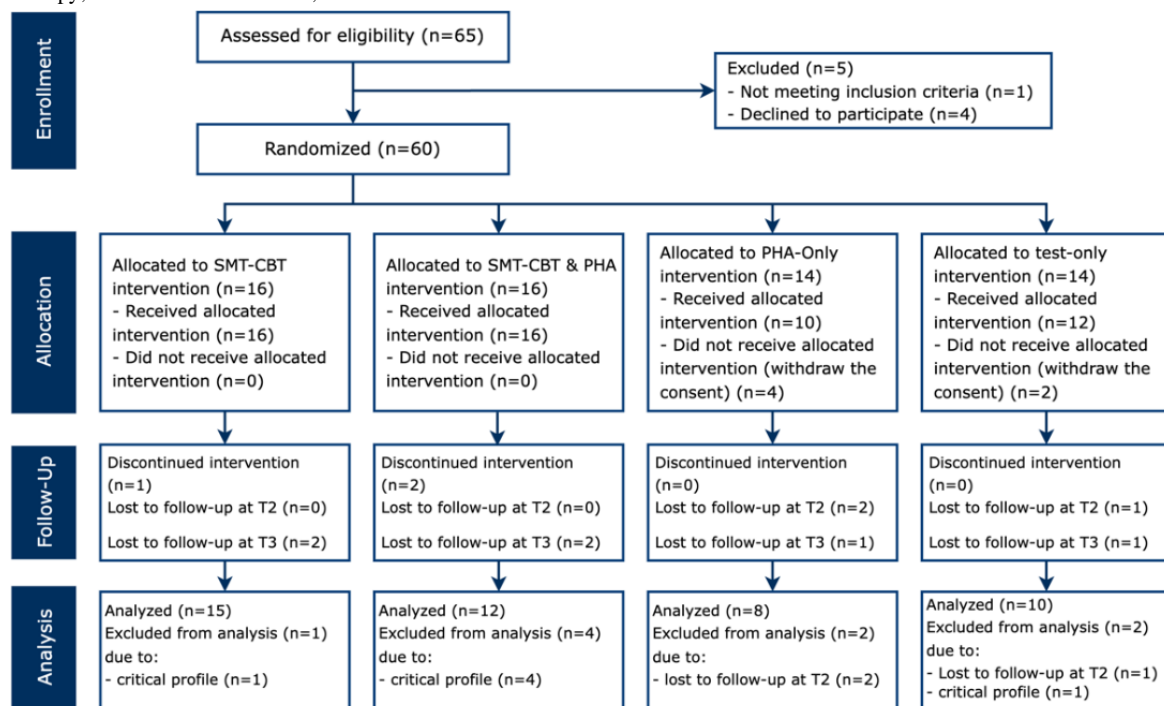 Assessed for eligibility (n=65)
Excluded (n=5)
- Not meeting inclusion criteria (n=1)
- Declined to participate (n=4)
Randomized (n=60)
Enrollment
Allocated to SMT-CBT
intervention (n=16)
- Received allocated
intervention (n=16)
- Did not receive allocated
intervention (n=0)
Allocated to SMT-CBT & PHA
intervention (n=16)
- Received allocated
intervention (n=16)
- Did not receive allocated
intervention (n=0)
Allocated to PHA-Only
intervention (n=14)
- Received allocated
intervention (n=10)
- Did not receive allocated
intervention (withdraw the
consent) (n=4)
Allocated to test-only
intervention (n=14)
- Received allocated
intervention (n=12)
- Did not receive allocated
intervention (withdraw the
consent) (n=2)
Allocation
Discontinued intervention
(n=1)
Lost to follow-up at T2 (n=0)
Lost to follow-up at T3 (n=2)
Discontinued intervention
(n=2)
Lost to follow-up at T2 (n=0)
Lost to follow-up at T3 (n=2)
Discontinued intervention
(n=0)
Lost to follow-up at T2 (n=2)
Lost to follow-up at T3 (n=1)
Discontinued intervention
(n=0)
Lost to follow-up at T2 (n=1)
Lost to follow-up at T3 (n=1)
Follow-Up
Analyzed (n=15)
Excluded from analysis (n=1)
due to:
- critical profile (n=1)
Analyzed (n=12)
Excluded from analysis (n=4)
due to:
- critical profile (n=4)
Analyzed (n=8)
Excluded from analysis (n=2)
due to:
- lost to follow-up at T2 (n=2)
Analyzed (n=10)
Excluded from analysis (n=2)
due to:
- Lost to follow-up at T2 (n=1)
- critical profile (n=1)
Analysis